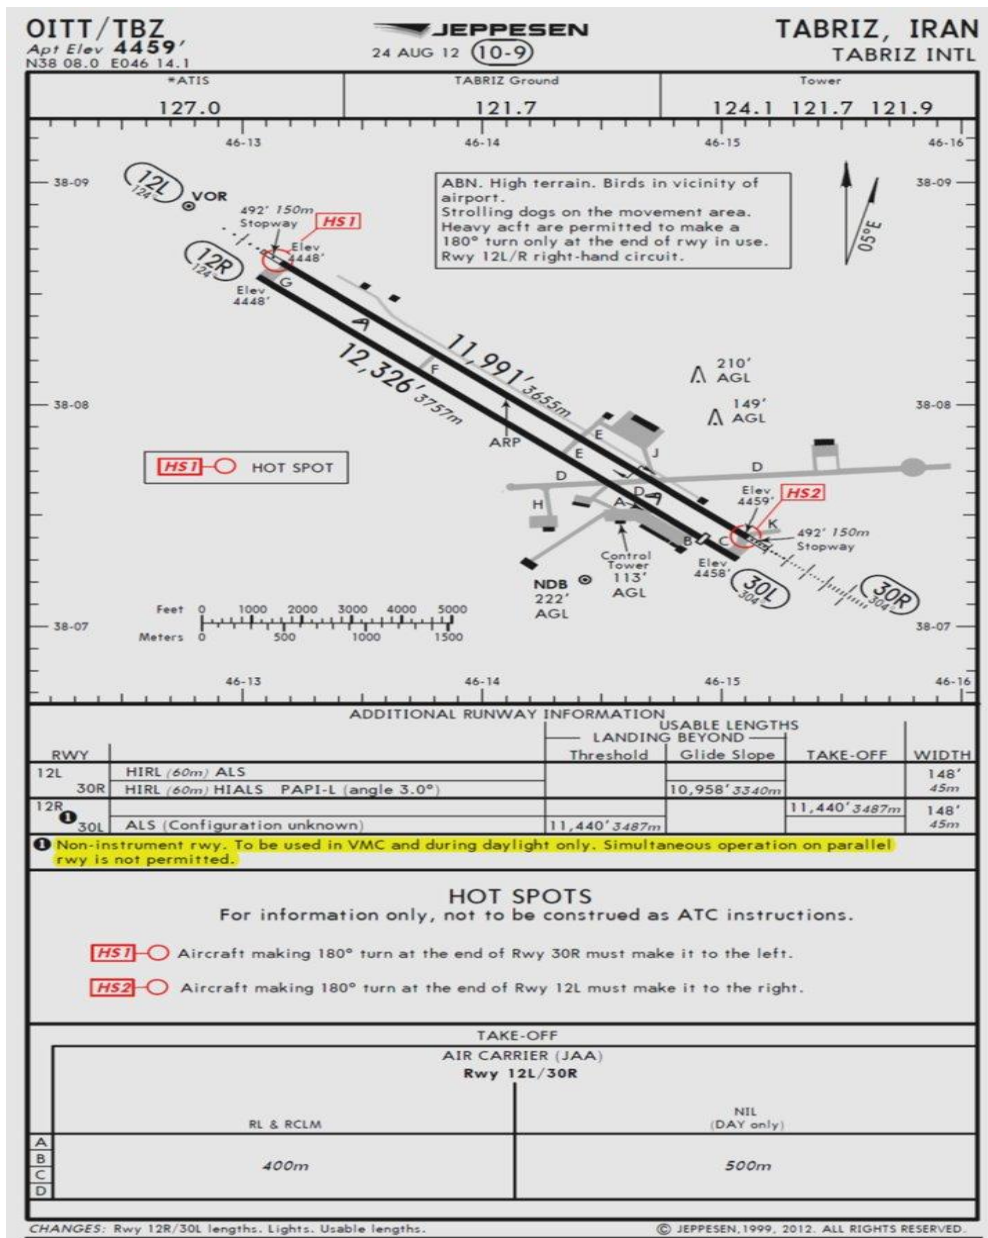 OITT/TBZ
Apt Elev 4459'
N38 08.0 E046 14.1
JEPPESEN
24 AUG 12 10-9
TABRIZ, IRAN
TABRIZ INTL
*ATIS
127.0
TABRIZ Ground
121.7
Tower
124.1 121.7 121.9
46-13 46-14 46-15 46-16
38-09 38-09
12L
124°
VOR
492' 150m
Stopway
HS1
Elev
4448'
12R
124°
Elev
4448'
G
ABN. High terrain. Birds in vicinity of
airport.
Strolling dogs on the movement area.
Heavy acft are permitted to make a
180° turn only at the end of rwy in use.
Rwy 12L/R right-hand circuit.
05°E
11,991' 3655m
12,326' 3757m
F
210'
AGL
149'
AGL
38-08 38-08
ARP
E
E
J
HS1 HOT SPOT
D
D
D
H
A
B
C
K
Elev
4459'
HS2
492' 150m
Stopway
Control
Tower
113'
AGL
Elev
4458'
NDB
222'
AGL
30L
304°
30R
304°
Feet 0 1000 2000 3000 4000 5000
Meters 0 500 1000 1500
38-07 38-07
46-13 46-14 46-15 46-16
ADDITIONAL RUNWAY INFORMATION
USABLE LENGTHS
LANDING BEYOND
RWY Threshold Glide Slope TAKE-OFF WIDTH
12L HIRL (60m) ALS 148'
30R HIRL (60m) HIALS PAPI-L (angle 3.0°) 10,958' 3340m 45m
12R 11,440' 3487m 148'
1
30L ALS (Configuration unknown) 11,440' 3487m 45m
1 Non-instrument rwy. To be used in VMC and during daylight only. Simultaneous operation on parallel
rwy is not permitted.
HOT SPOTS
For information only, not to be construed as ATC instructions.
HS1 Aircraft making 180° turn at the end of Rwy 30R must make it to the left.
HS2 Aircraft making 180° turn at the end of Rwy 12L must make it to the right.
TAKE-OFF
AIR CARRIER (JAA)
Rwy 12L/30R
RL & RCLM
NIL
(DAY only)
A
B
C
D
400m 500m
CHANGES: Rwy 12R/30L lengths. Lights. Usable lengths.
© JEPPESEN, 1999, 2012. ALL RIGHTS RESERVED.